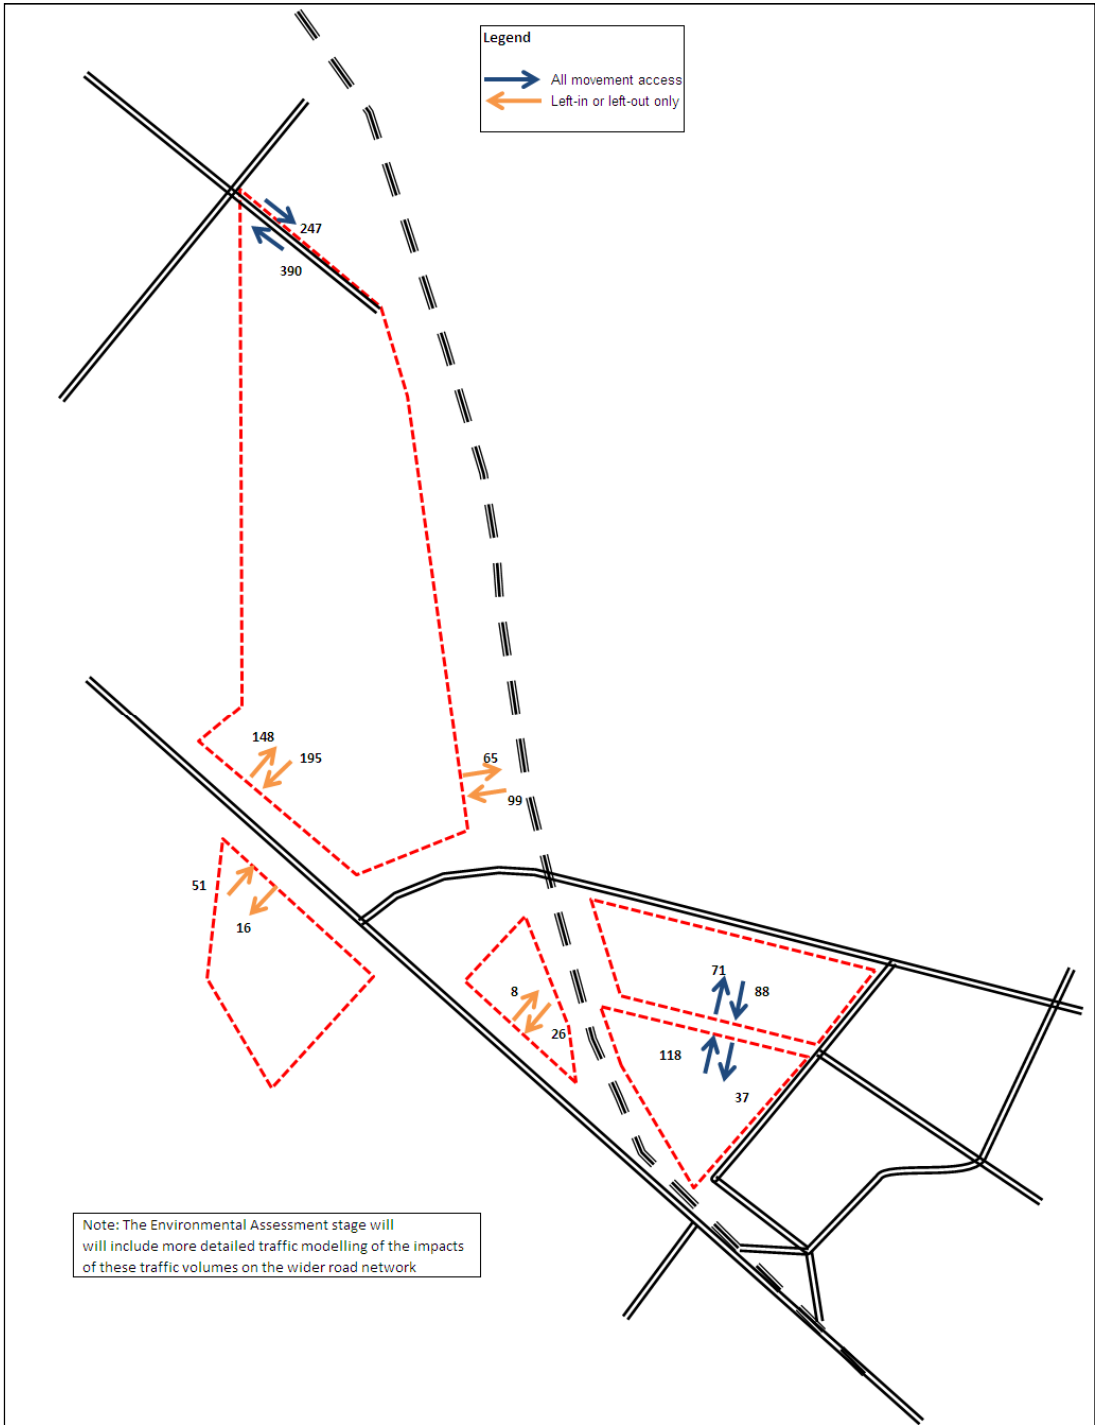 Legend
All movement access
Left-in or left-out only
247
390
148
195
65
99
51
16
71
88
8
26
118
37
Note: The Environmental Assessment stage will
will include more detailed traffic modelling of the impacts
of these traffic volumes on the wider road network